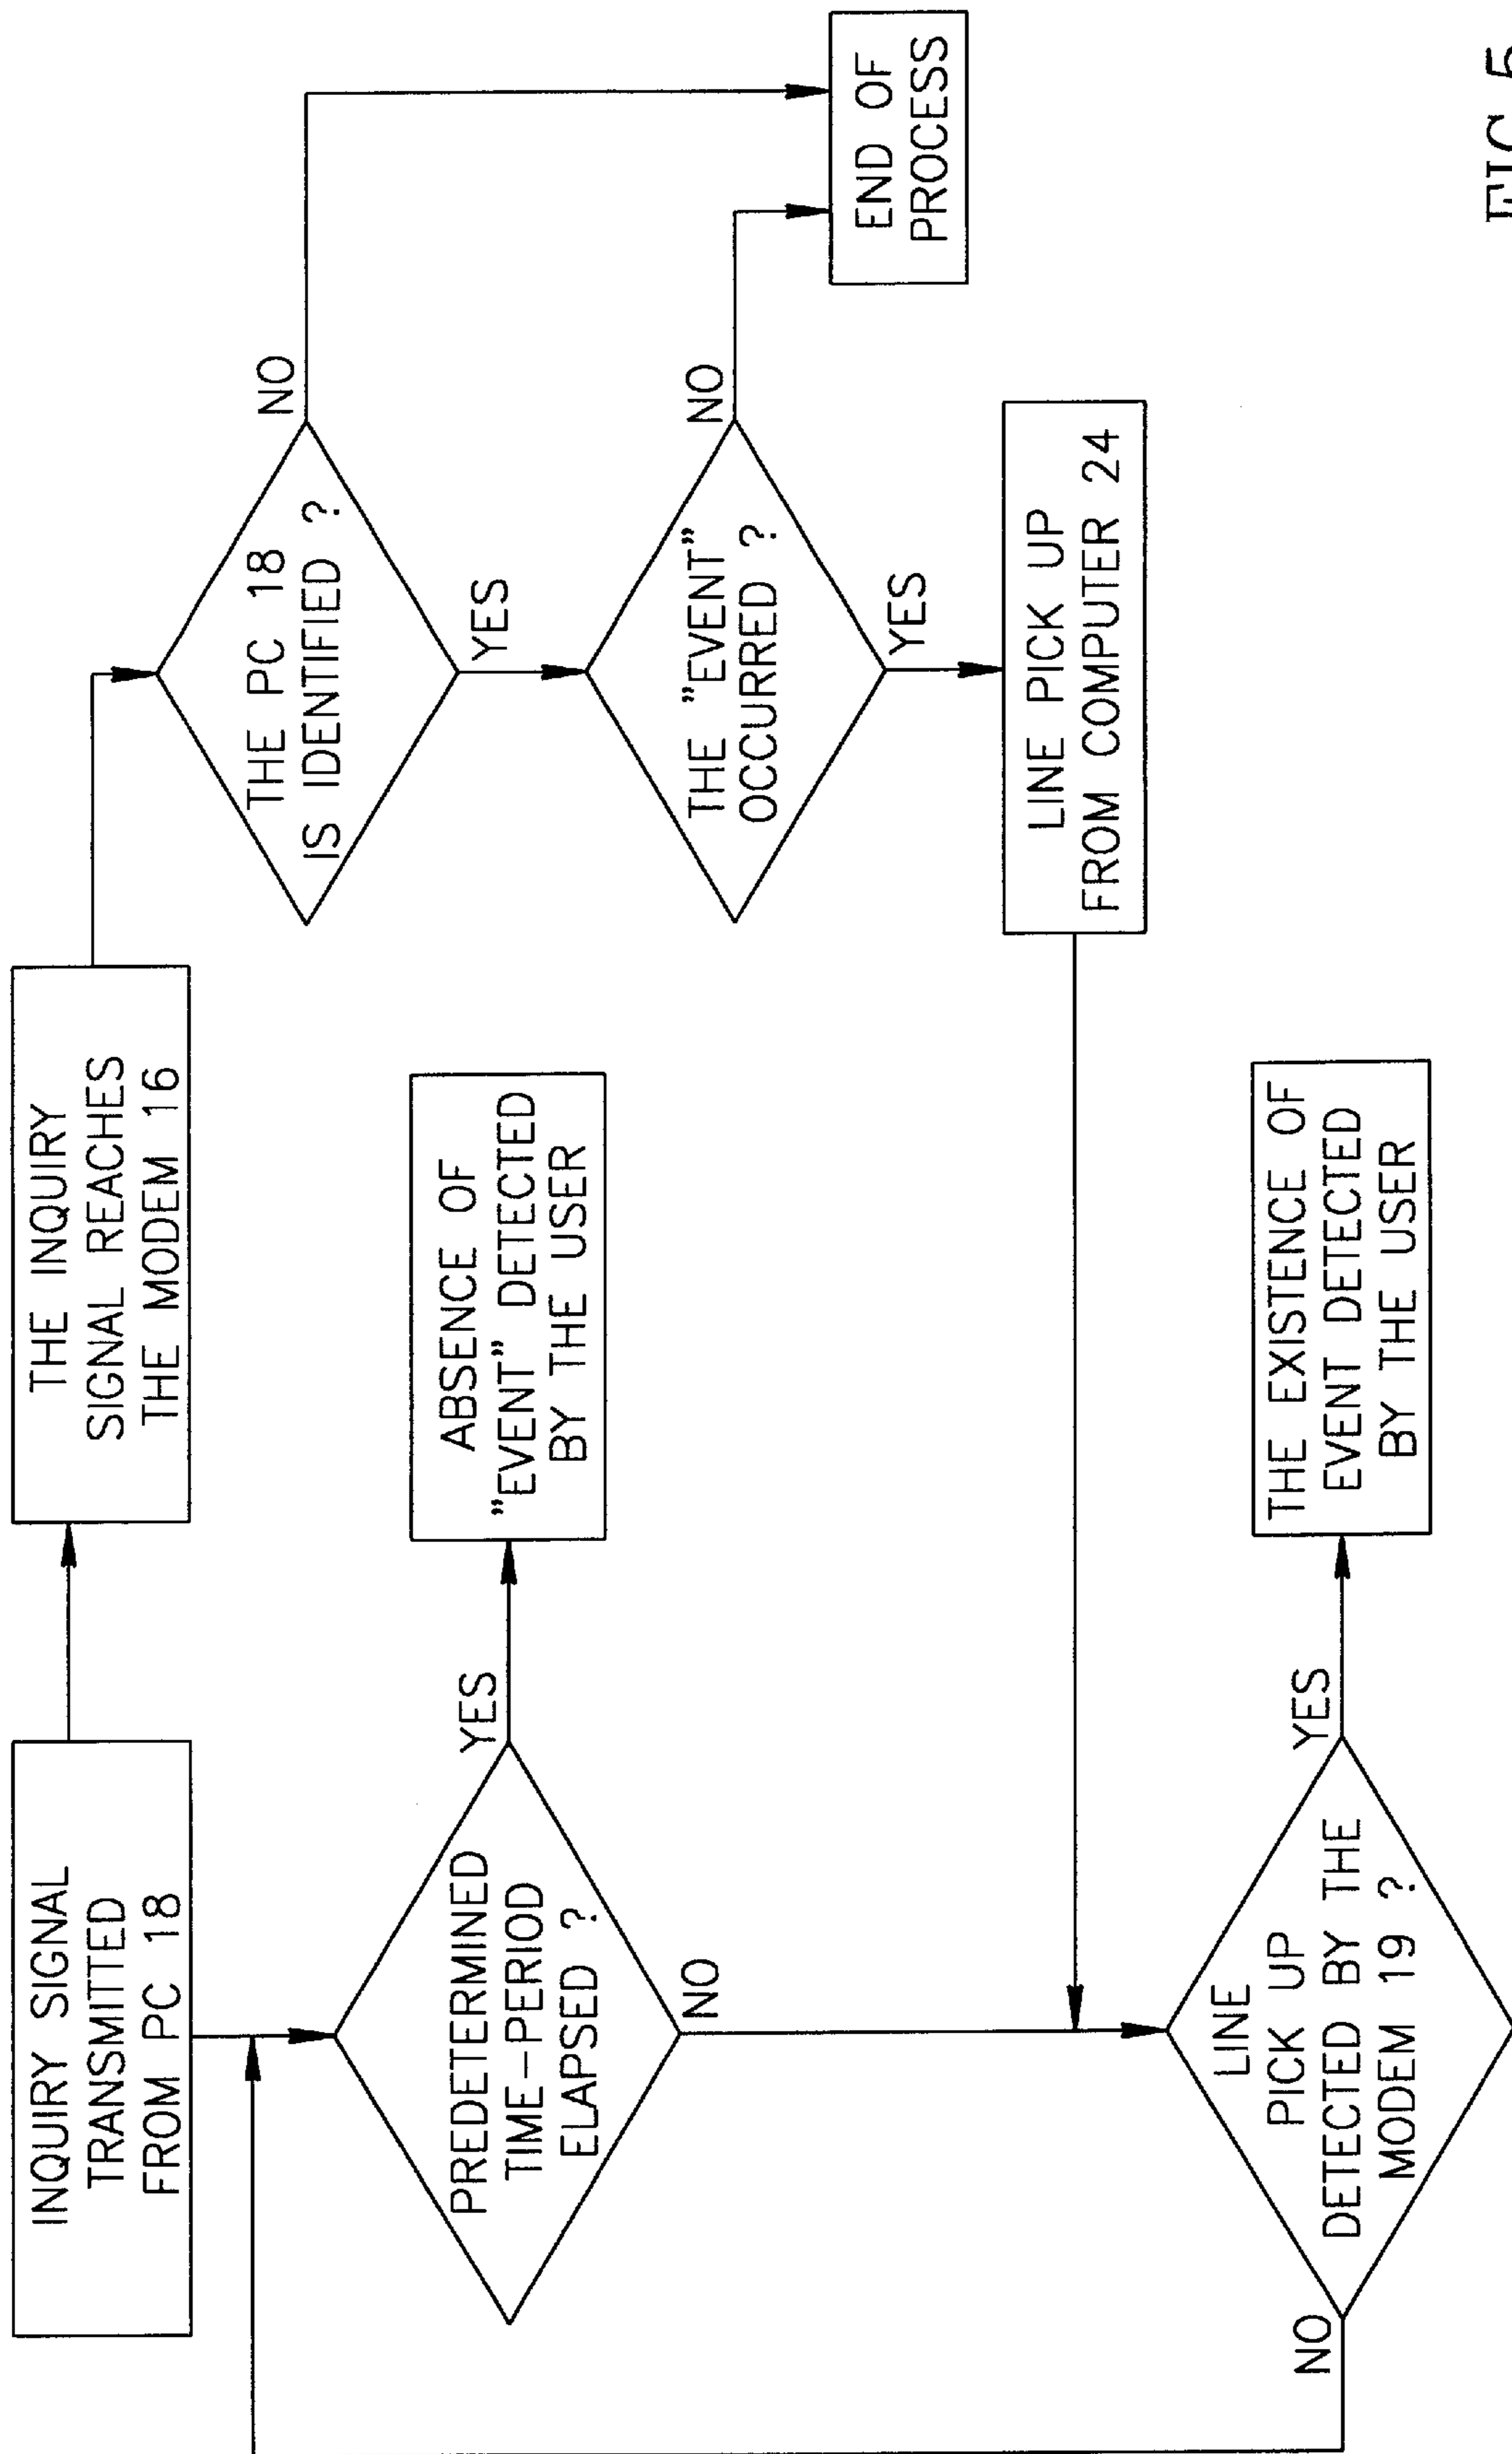 INQUIRY SIGNAL
TRANSMITTED
FROM PC 18
THE INQUIRY
SIGNAL REACHES
THE MODEM 16
THE PC 18
IS IDENTIFIED ?
NO
YES
PREDETERMINED
TIME-PERIOD
ELAPSED ?
YES
NO
ABSENCE OF
"EVENT" DETECTED
BY THE USER
THE "EVENT"
OCCURRED ?
NO
YES
END OF
PROCESS
LINE PICK UP
FROM COMPUTER 24
LINE
PICK UP
DETECTED BY THE
MODEM 19 ?
NO
YES
THE EXISTENCE OF
EVENT DETECTED
BY THE USER
FIG.5